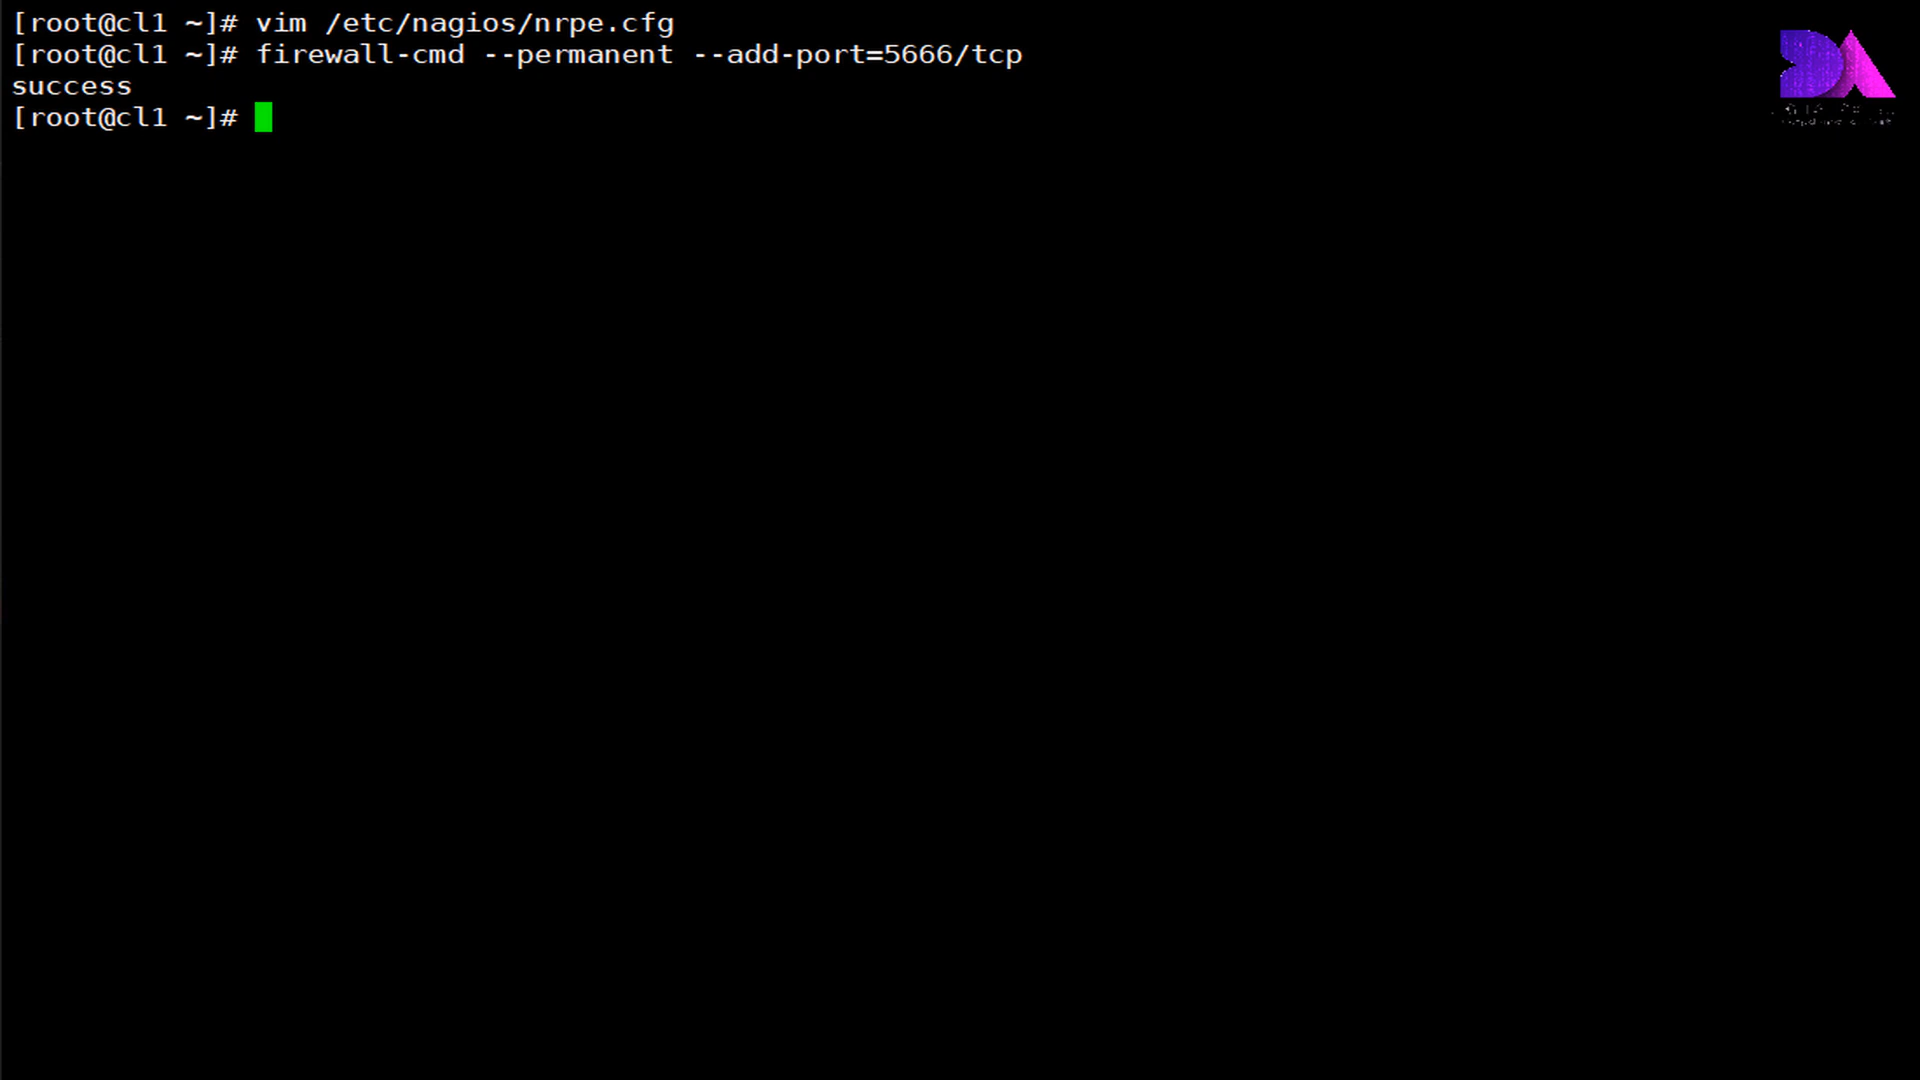 [root@cl1 ~]# vim /etc/nagios/nrpe.cfg
[root@cl1 ~]# firewall-cmd --permanent --add-port=5666/tcp
success
[root@cl1 ~]#